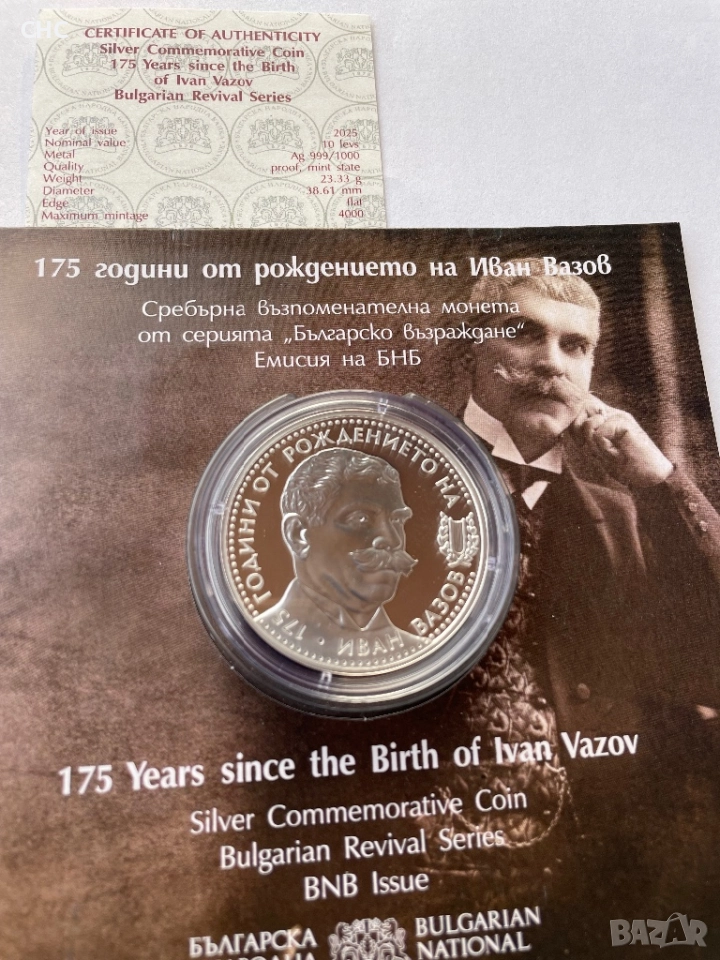 CHC
CERTIFICATE OF AUTHENTICITY
Silver Commemorative Coin
175 Years since the Birth
of Ivan Vazov
Bulgarian Revival Series
Year of issue 2025
Nominal value 10 levs
Metal Ag 999/1000
Quality proof, mint state
Weight 23.33 g
Diameter 38.61 mm
Edge flat
Maximum mintage 4000
175 години от рождението на Иван Вазов
Сребърна възпоменателна монета
от серията „Българско възраждане“
Емисия на БНБ
175 ГОДИНИ ОТ РОЖДЕНИЕТО НА
ИВАН ВАЗОВ
175 Years since the Birth of Ivan Vazov
Silver Commemorative Coin
Bulgarian Revival Series
BNB Issue
БЪЛГАРСКА
BULGARIAN
NATIONAL
BAZAR